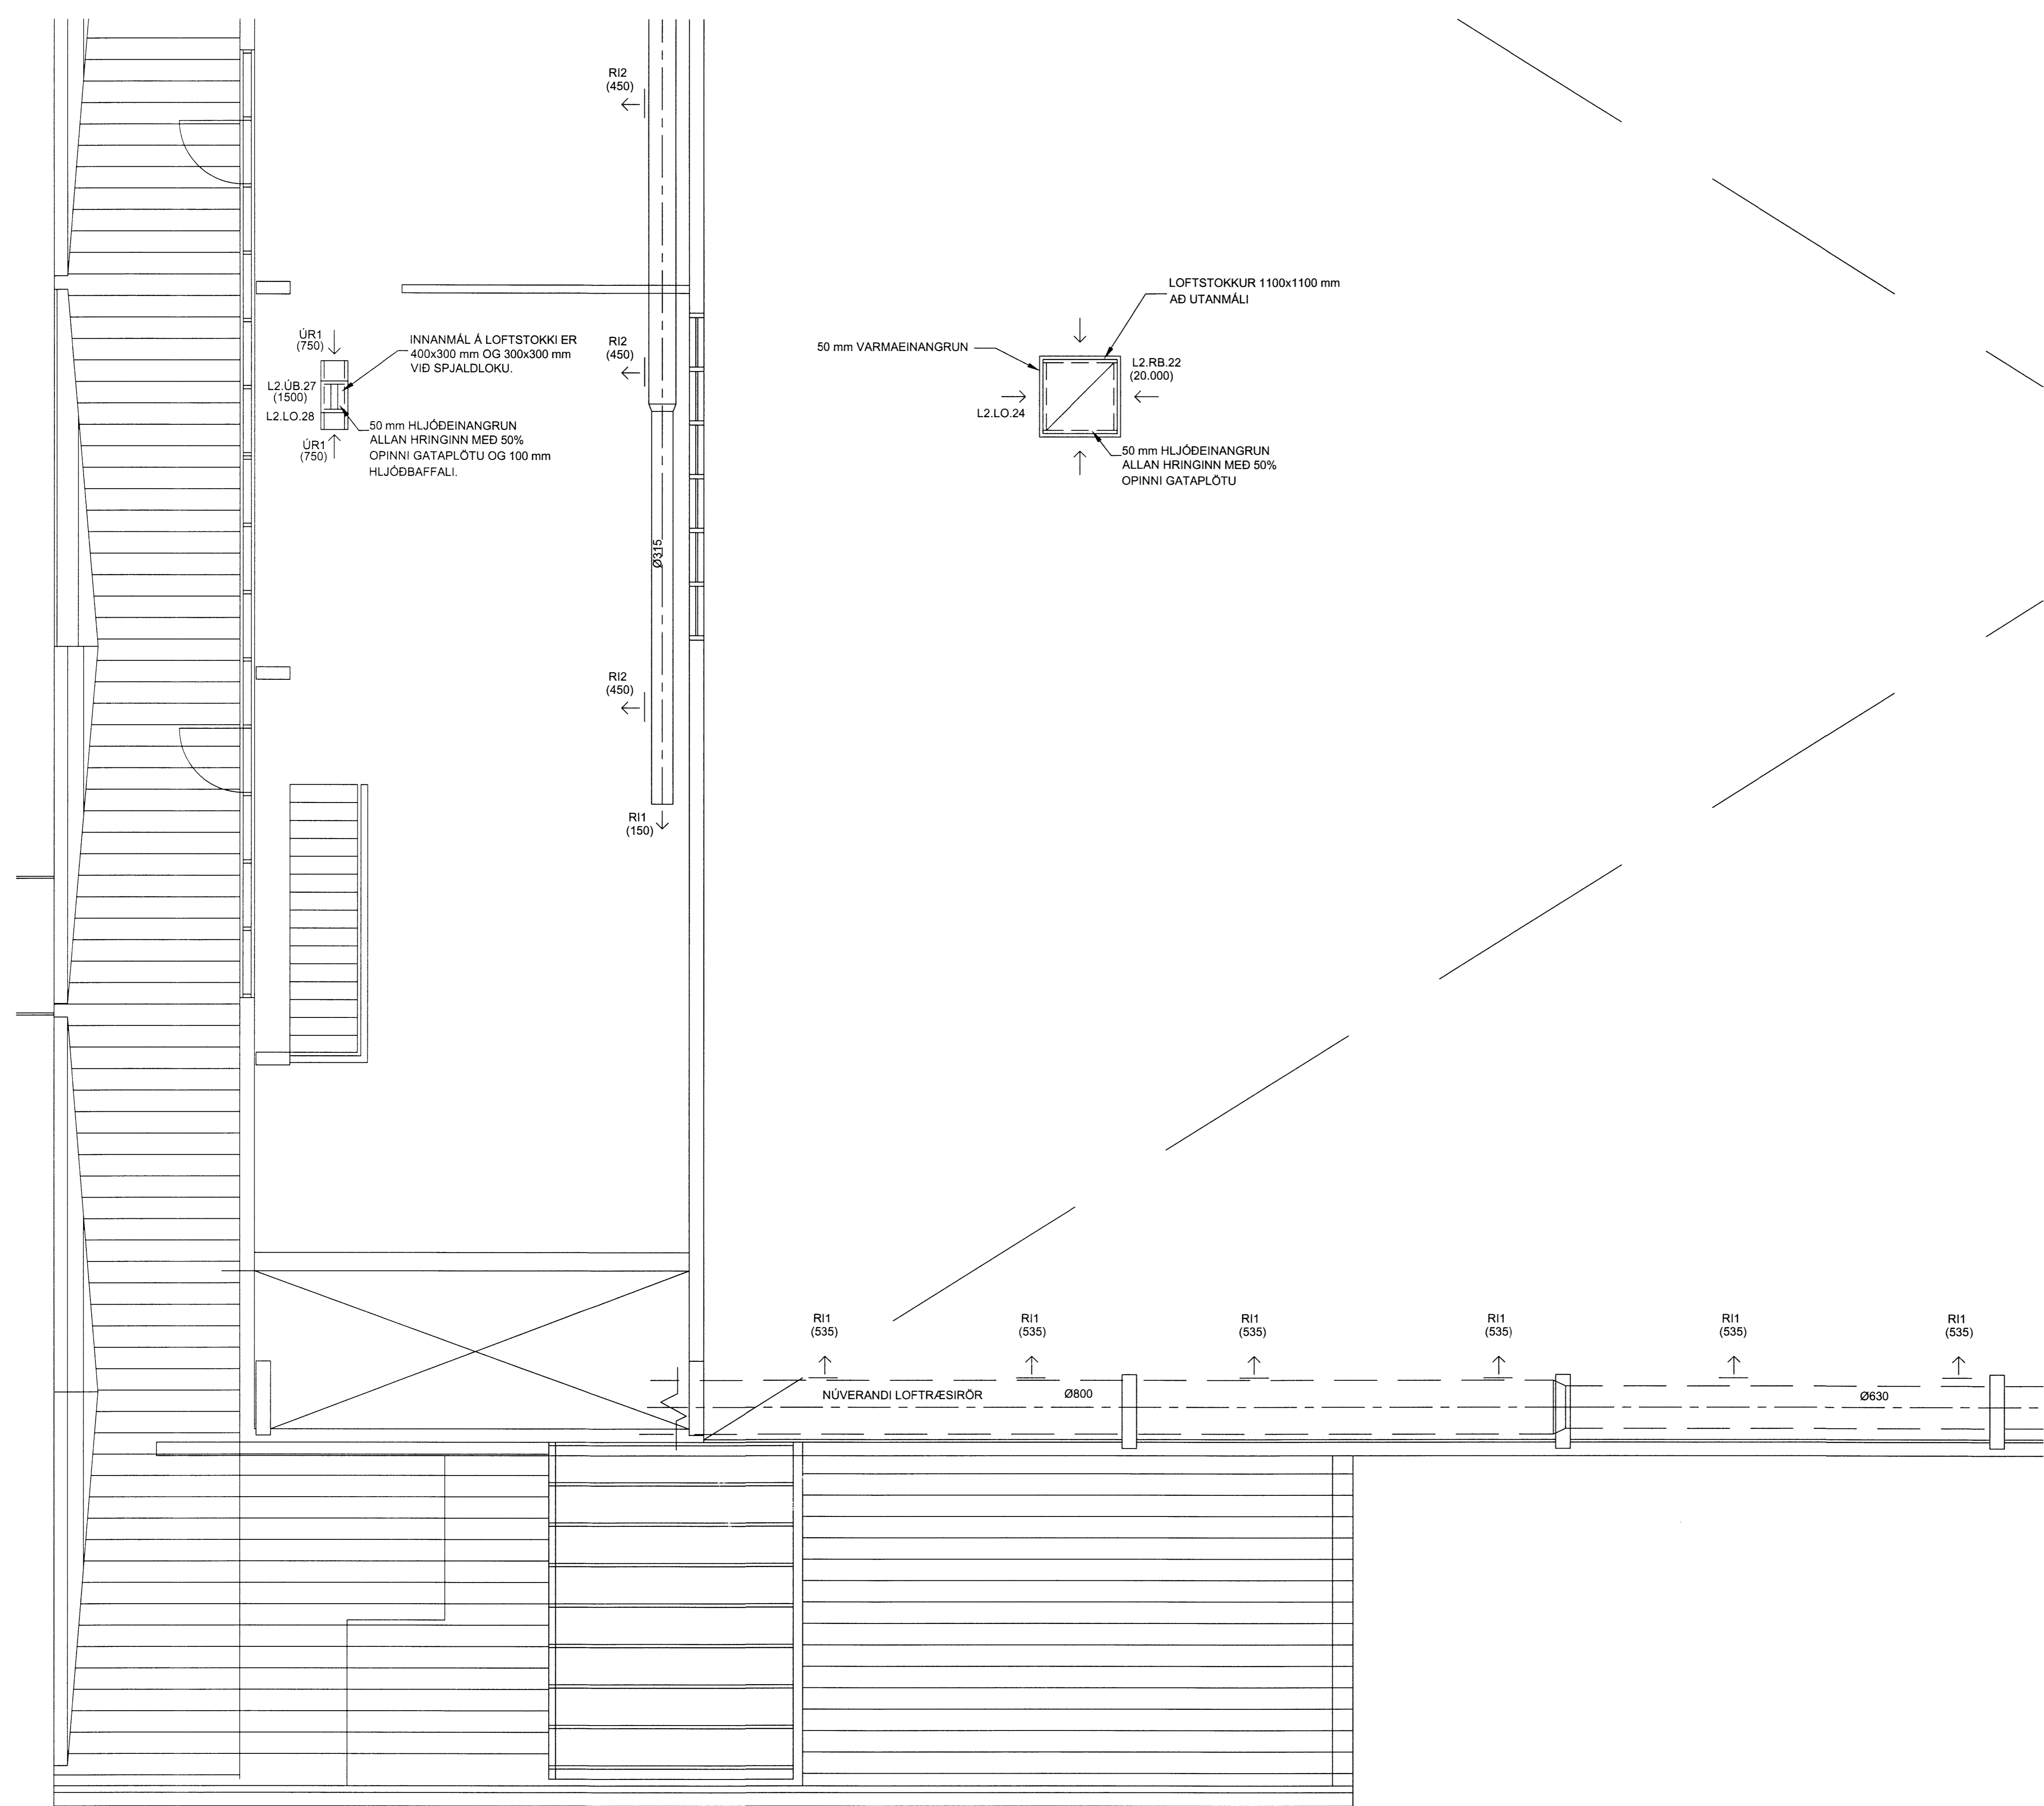 RI2
(450)
LOFTSTOKKUR 1100x1100 mm
AÐ UTANMÁLI
ÚR1
(750)
INNANMÁL Á LOFTSTOKKI ER
400x300 mm OG 300x300 mm
VIÐ SPJALDLOKU.
RI2
(450)
50 mm VARMAEINANGRUN
L2.RB.22
(20.000)
L2.ÚB.27
(1500)
L2.LO.28
L2.LO.24
50 mm HLJÓÐEINANGRUN
ALLAN HRINGINN MEÐ 50%
OPINNI GATAPLÖTU OG 100 mm
HLJÓÐBAFFALI.
ÚR1
(750)
50 mm HLJÓÐEINANGRUN
ALLAN HRINGINN MEÐ 50%
OPINNI GATAPLÖTU
Ø315
RI2
(450)
RI1
(150)
RI1
(535)
RI1
(535)
RI1
(535)
RI1
(535)
RI1
(535)
RI1
(535)
NÚVERANDI LOFTRÆSIRÖR
Ø800
Ø630